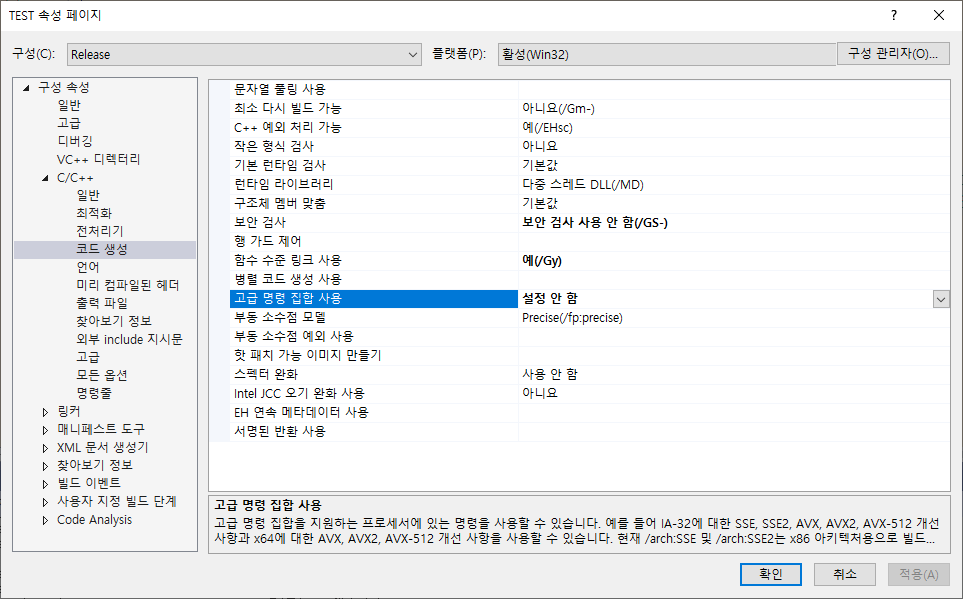 TEST 속성 페이지
구성(C): Release 플랫폼(P): 활성(Win32) 구성 관리자(O)...
구성 속성
일반
고급
디버깅
VC++ 디렉터리
C/C++
일반
최적화
전처리기
코드 생성
언어
미리 컴파일된 헤더
출력 파일
찾아보기 정보
외부 include 지시문
고급
모든 옵션
명령줄
링커
매니페스트 도구
XML 문서 생성기
찾아보기 정보
빌드 이벤트
사용자 지정 빌드 단계
Code Analysis
문자열 풀링 사용
최소 다시 빌드 가능 아니요(/Gm-)
C++ 예외 처리 가능 예(/EHsc)
작은 형식 검사 아니요
기본 런타임 검사 기본값
런타임 라이브러리 다중 스레드 DLL(/MD)
구조체 멤버 맞춤 기본값
보안 검사 보안 검사 사용 안 함(/GS-)
행 가드 제어
함수 수준 링크 사용 예(/Gy)
병렬 코드 생성 사용
고급 명령 집합 사용 설정 안 함
부동 소수점 모델 Precise(/fp:precise)
부동 소수점 예외 사용
핫 패치 가능 이미지 만들기
스펙터 완화 사용 안 함
Intel JCC 오기 완화 사용 아니요
EH 연속 메타데이터 사용
서명된 반환 사용
고급 명령 집합 사용
고급 명령 집합을 지원하는 프로세서에 있는 명령을 사용할 수 있습니다. 예를 들어 IA-32에 대한 SSE, SSE2, AVX, AVX2, AVX-512 개선
사항과 x64에 대한 AVX, AVX2, AVX-512 개선 사항을 사용할 수 있습니다. 현재 /arch:SSE 및 /arch:SSE2는 x86 아키텍처용으로 빌드...
확인 취소 적용(A)